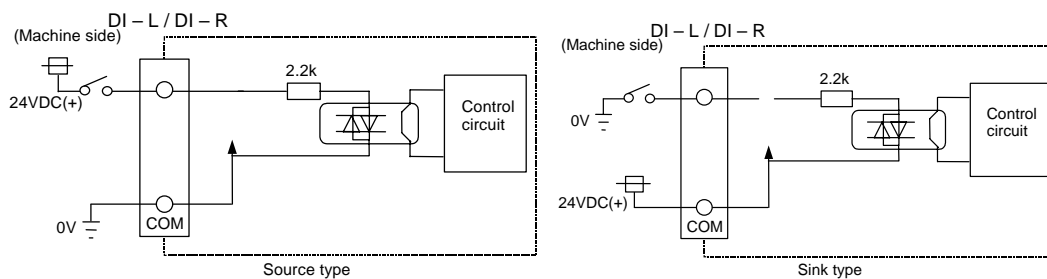 DI – L / DI – R
(Machine side)
24VDC(+)
2.2k
Control
circuit
0V
COM
Source type
DI – L / DI – R
(Machine side)
0V
2.2k
Control
circuit
24VDC(+)
COM
Sink type